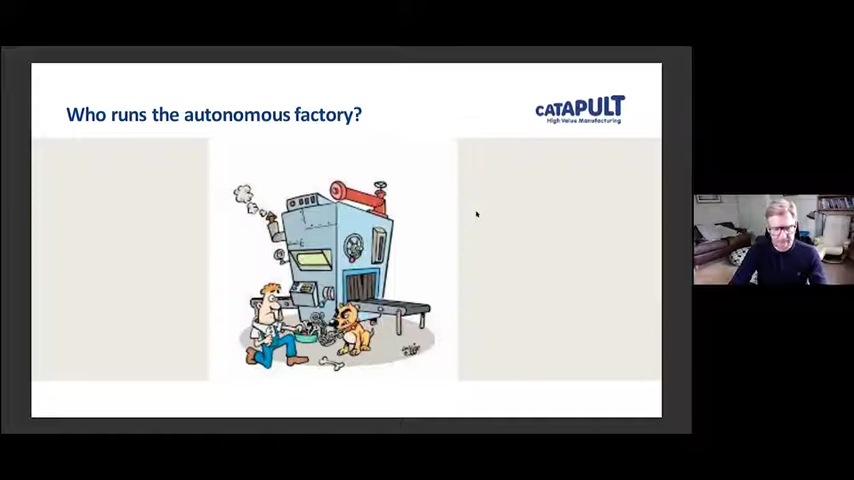 Who runs the autonomous factory?
CATAPULT
High Value Manufacturing